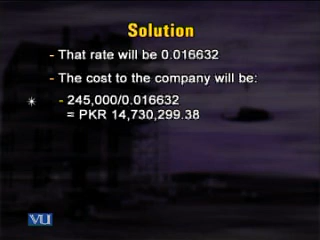 Solution
- That rate will be 0.016632
- The cost to the company will be:
- 245,000/0.016632
= PKR 14,730,299.38
VU